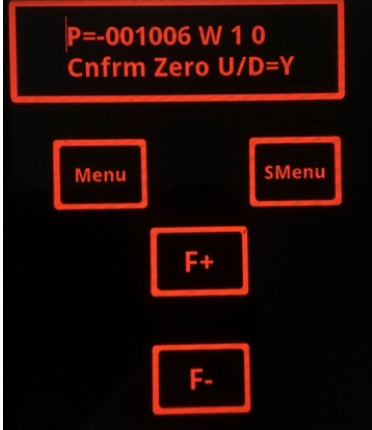 P=-001006 W 1 0
Cnfrm Zero U/D=Y
Menu
SMenu
F+
F-